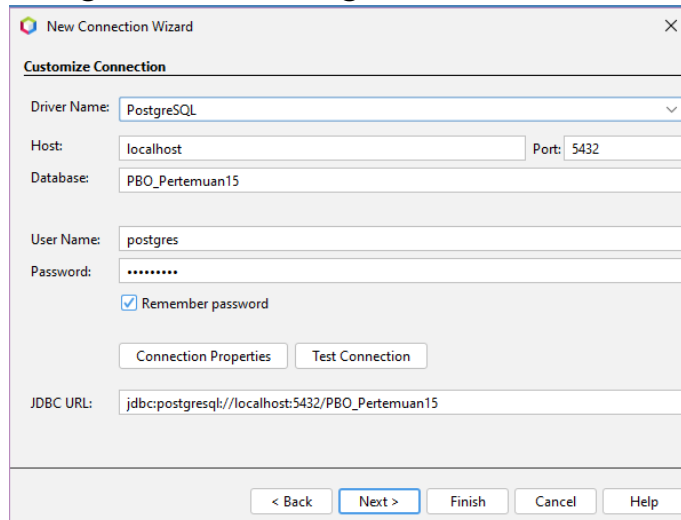 New Connection Wizard
Customize Connection
Driver Name: PostgreSQL
Host: localhost Port: 5432
Database: PBO_Pertemuan15
User Name: postgres
Password: •••••••••
Remember password
Connection Properties Test Connection
JDBC URL: jdbc:postgresql://localhost:5432/PBO_Pertemuan15
< Back Next > Finish Cancel Help